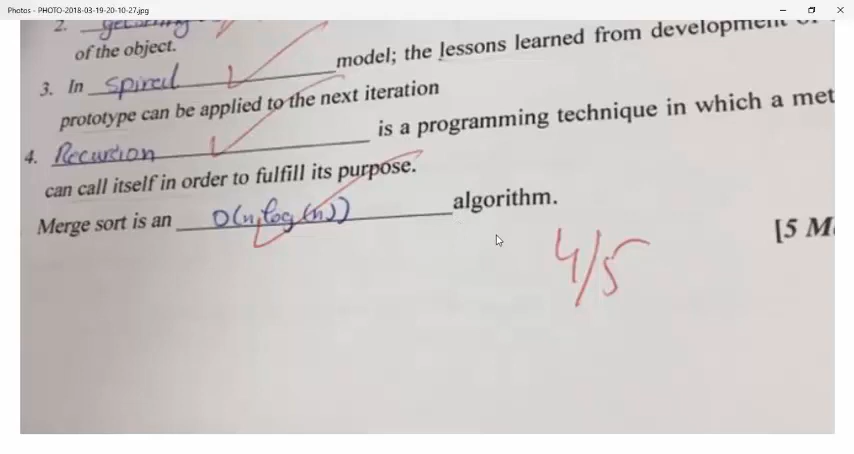 Photos - PHOTO-2018-03-19-20-10-27.jpg
2.
of the object.
3. In spiral model; the lessons learned from development
prototype can be applied to the next iteration
4. Recursion is a programming technique in which a met
can call itself in order to fulfill its purpose.
Merge sort is an O(n log(n)) algorithm.
[5 M
4/5